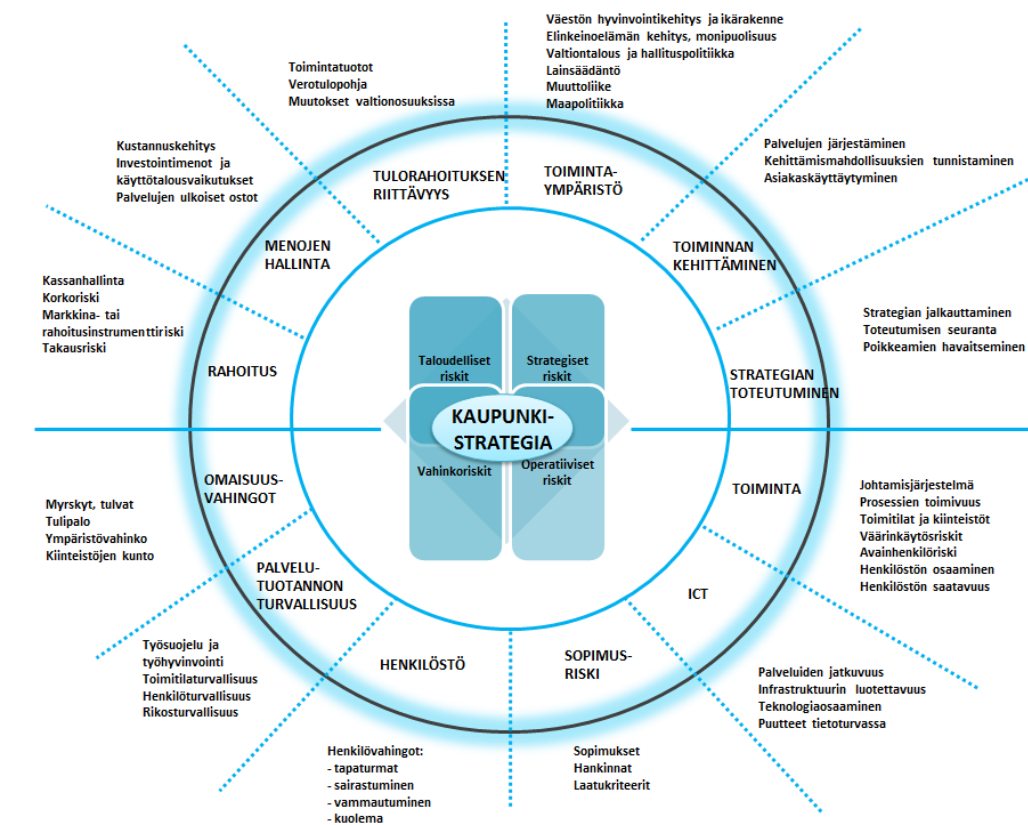 Väestön hyvinvointikehitys ja ikärakenne
Elinkeinoelämän kehitys, monipuolisuus
Valtiontalous ja hallituspolitiikka
Lainsäädäntö
Muuttoliike
Maapolitiikka
Toimintatuotot
Verotulopohja
Muutokset valtionosuuksissa
Kustannuskehitys
Investointimenot ja
käyttötalousvaikutukset
Palvelujen ulkoiset ostot
Palvelujen järjestäminen
Kehittämismahdollisuuksien tunnistaminen
Asiakaskäyttäytyminen
TULORAHOITUKSEN
RIITTÄVYYS
TOIMINTA-
YMPÄRISTÖ
MENOJEN
HALLINTA
TOIMINNAN
KEHITTÄMINEN
Kassanhallinta
Korkoriski
Markkina- tai
rahoitusinstrumenttiriski
Takausriski
Strategian jalkauttaminen
Toteutumisen seuranta
Poikkeamien havaitseminen
RAHOITUS
STRATEGIAN
TOTEUTUMINEN
Taloudelliset
riskit
Strategiset
riskit
KAUPUNKI-
STRATEGIA
Vahinkoriskit
Operatiiviset
riskit
OMAISUUS-
VAHINGOT
TOIMINTA
Myrskyt, tulvat
Tulipalo
Ympäristövahinko
Kiinteistöjen kunto
Johtamisjärjestelmä
Prosessien toimivuus
Toimitilat ja kiinteistöt
Väärinkäytösriskit
Avainhenkilöriski
Henkilöstön osaaminen
Henkilöstön saatavuus
PALVELU-
TUOTANNON
TURVALLISUUS
ICT
HENKILÖSTÖ
SOPIMUS-
RISKI
Työsuojelu ja
työhyvinvointi
Toimitilaturvallisuus
Henkilöturvallisuus
Rikosturvallisuus
Palveluiden jatkuvuus
Infrastruktuurin luotettavuus
Teknologiaosaaminen
Puutteet tietoturvassa
Henkilövahingot:
- tapaturmat
- sairastuminen
- vammautuminen
- kuolema
Sopimukset
Hankinnat
Laatukriteerit